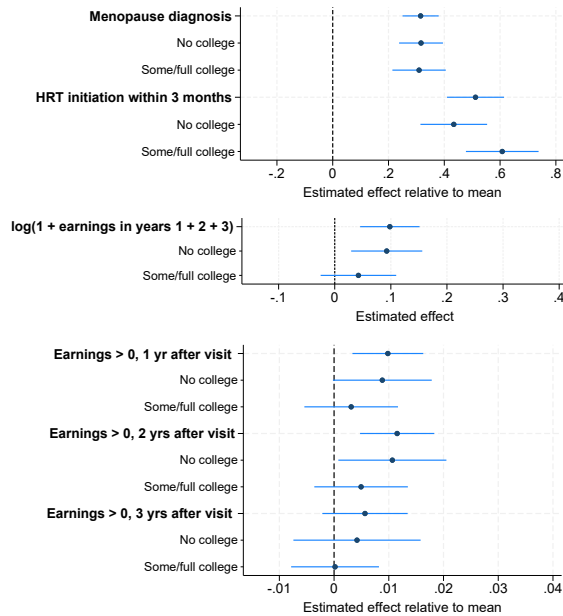 Menopause diagnosis
No college
Some/full college
HRT initiation within 3 months
No college
Some/full college
-.2 0 .2 .4 .6 .8
Estimated effect relative to mean
log(1 + earnings in years 1 + 2 + 3)
No college
Some/full college
-.1 0 .1 .2 .3 .4
Estimated effect
Earnings > 0, 1 yr after visit
No college
Some/full college
Earnings > 0, 2 yrs after visit
No college
Some/full college
Earnings > 0, 3 yrs after visit
No college
Some/full college
-.01 0 .01 .02 .03 .04
Estimated effect relative to mean